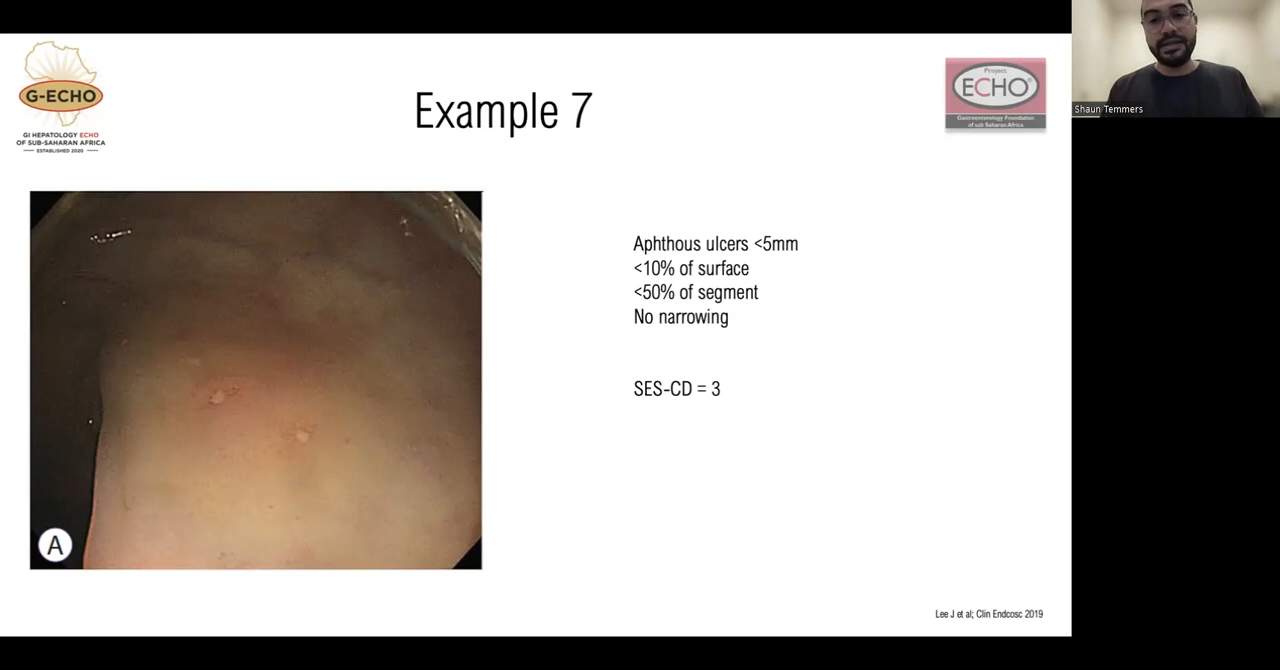 G-ECHO
GI HEPATOLOGY ECHO
OF SUB-SAHARAN AFRICA
ESTABLISHED 2020
Example 7
Project
ECHO®
Gastroenterology Foundation
of sub Saharan Africa
Shaun Temmers
Aphthous ulcers <5mm
<10% of surface
<50% of segment
No narrowing
SES-CD = 3
A
Lee J et al; Clin Endcosc 2019